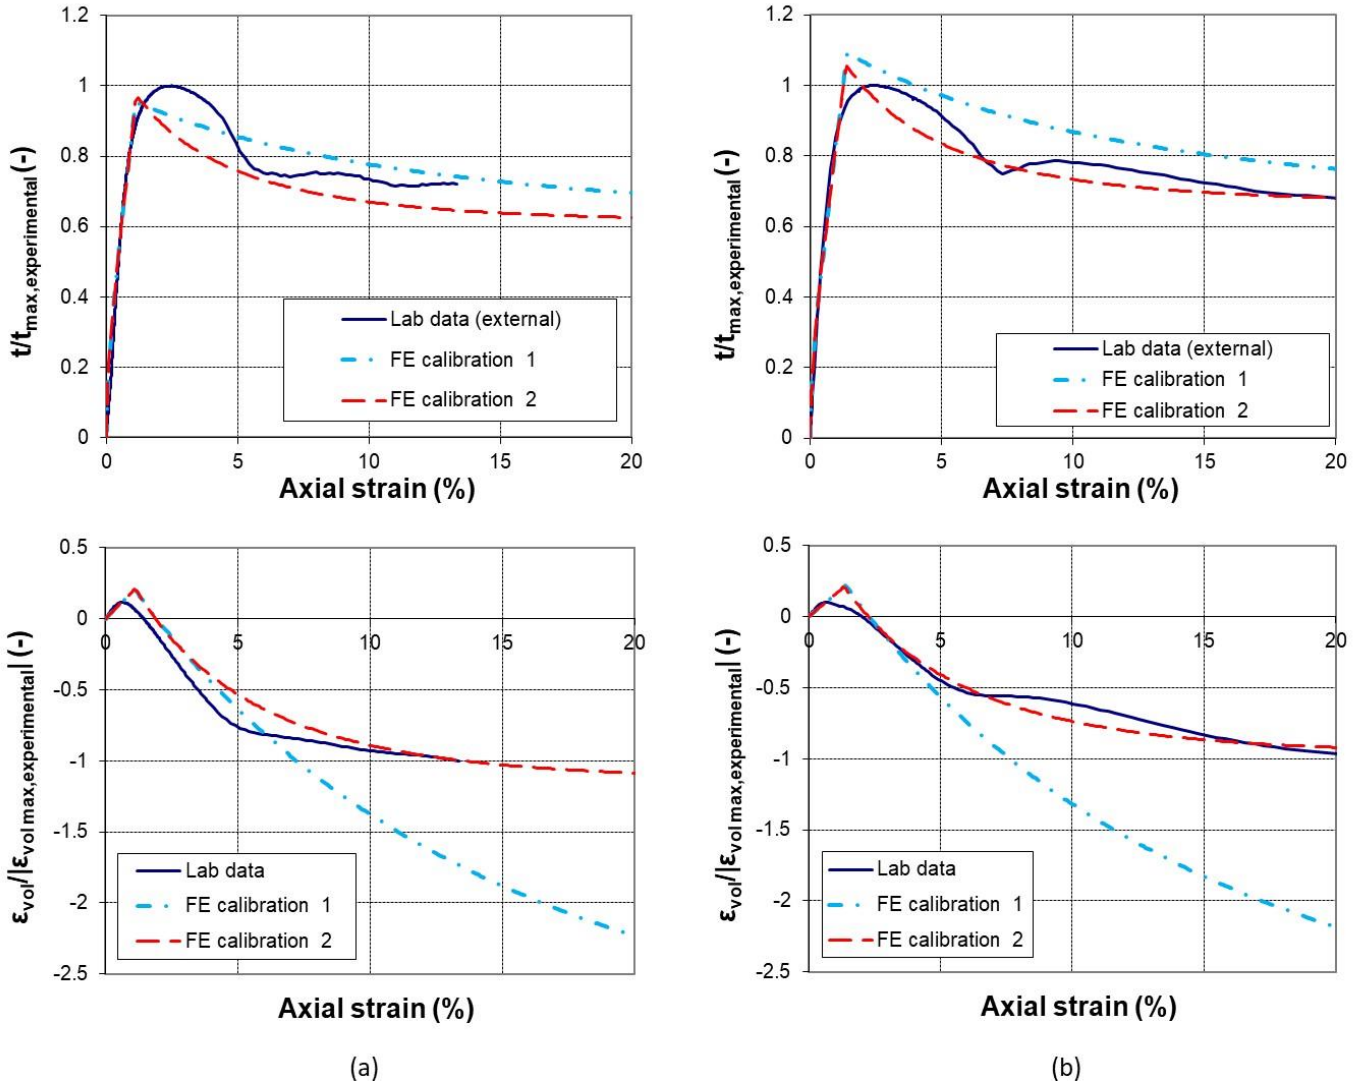 1.2
1
0.8
0.6
0.4
0.2
0
t/tmax,experimental (-)
Lab data (external)
FE calibration 1
FE calibration 2
0 5 10 15 20
Axial strain (%)
1.2
1
0.8
0.6
0.4
0.2
0
t/tmax,experimental (-)
Lab data (external)
FE calibration 1
FE calibration 2
0 5 10 15 20
Axial strain (%)
0.5
0
-0.5
-1
-1.5
-2
-2.5
εvol/|εvol max,experimental| (-)
0 5 10 15 20
Lab data
FE calibration 1
FE calibration 2
Axial strain (%)
0.5
0
-0.5
-1
-1.5
-2
-2.5
εvol/|εvol max,experimental| (-)
0 5 10 15 20
Lab data
FE calibration 1
FE calibration 2
Axial strain (%)
(a)
(b)